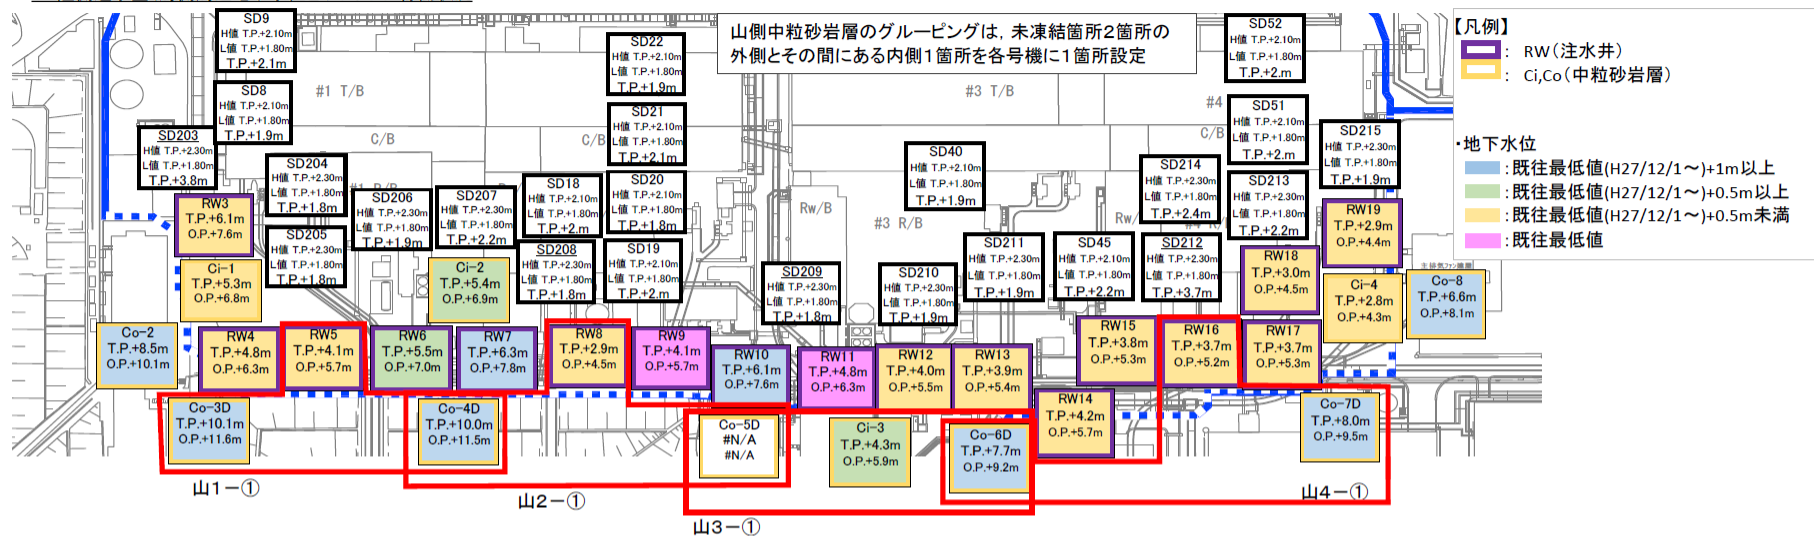 山側中粒砂岩層のグルーピングは，未凍結箇所２箇所の
外側とその間にある内側１箇所を各号機に１箇所設定
【凡例】
： RW（注水井）
： Ci,Co（中粒砂岩層）
・地下水位
：既往最低値(H27/12/1～)+1m以上
：既往最低値(H27/12/1～)+0.5m以上
：既往最低値(H27/12/1～)+0.5m未満
：既往最低値
SD9
H値 T.P.+2.10m
L値 T.P.+1.80m
T.P.+2.1m
SD8
H値 T.P.+2.10m
L値 T.P.+1.80m
T.P.+1.9m
SD203
H値 T.P.+2.30m
L値 T.P.+1.80m
T.P.+3.8m
SD204
H値 T.P.+2.30m
L値 T.P.+1.80m
T.P.+1.8m
SD205
H値 T.P.+2.30m
L値 T.P.+1.80m
T.P.+1.8m
SD206
H値 T.P.+2.30m
L値 T.P.+1.80m
T.P.+1.9m
SD207
H値 T.P.+2.30m
L値 T.P.+1.80m
T.P.+2.2m
SD18
H値 T.P.+2.10m
L値 T.P.+1.80m
T.P.+2.m
SD208
H値 T.P.+2.30m
L値 T.P.+1.80m
T.P.+1.8m
SD22
H値 T.P.+2.10m
L値 T.P.+1.80m
T.P.+1.9m
SD21
H値 T.P.+2.10m
L値 T.P.+1.80m
T.P.+2.1m
SD20
H値 T.P.+2.10m
L値 T.P.+1.80m
T.P.+1.8m
SD19
H値 T.P.+2.10m
L値 T.P.+1.80m
T.P.+2.m
SD209
H値 T.P.+2.30m
L値 T.P.+1.80m
T.P.+1.8m
SD210
H値 T.P.+2.30m
L値 T.P.+1.80m
T.P.+1.9m
SD40
H値 T.P.+2.10m
L値 T.P.+1.80m
T.P.+1.9m
SD211
H値 T.P.+2.30m
L値 T.P.+1.80m
T.P.+1.9m
SD45
H値 T.P.+2.10m
L値 T.P.+1.80m
T.P.+2.2m
SD212
H値 T.P.+2.30m
L値 T.P.+1.80m
T.P.+3.7m
SD214
H値 T.P.+2.30m
L値 T.P.+1.80m
T.P.+2.4m
SD52
H値 T.P.+2.10m
L値 T.P.+1.80m
T.P.+2.m
SD51
H値 T.P.+2.10m
L値 T.P.+1.80m
T.P.+2.m
SD213
H値 T.P.+2.30m
L値 T.P.+1.80m
T.P.+2.2m
SD215
H値 T.P.+2.30m
L値 T.P.+1.80m
T.P.+1.9m
#1 T/B
C/B
C/B
#3 T/B
#4
C/B
Rw/B
#3 R/B
RW3
T.P.+6.1m
O.P.+7.6m
Ci-1
T.P.+5.3m
O.P.+6.8m
Ci-2
T.P.+5.4m
O.P.+6.9m
Co-2
T.P.+8.5m
O.P.+10.1m
RW4
T.P.+4.8m
O.P.+6.3m
RW5
T.P.+4.1m
O.P.+5.7m
RW6
T.P.+5.5m
O.P.+7.0m
RW7
T.P.+6.3m
O.P.+7.8m
RW8
T.P.+2.9m
O.P.+4.5m
RW9
T.P.+4.1m
O.P.+5.7m
RW10
T.P.+6.1m
O.P.+7.6m
RW11
T.P.+4.8m
O.P.+6.3m
RW12
T.P.+4.0m
O.P.+5.5m
RW13
T.P.+3.9m
O.P.+5.4m
RW14
T.P.+4.2m
O.P.+5.7m
RW15
T.P.+3.8m
O.P.+5.3m
RW16
T.P.+3.7m
O.P.+5.2m
RW17
T.P.+3.7m
O.P.+5.3m
RW18
T.P.+3.0m
O.P.+4.5m
RW19
T.P.+2.9m
O.P.+4.4m
Ci-4
T.P.+2.8m
O.P.+4.3m
主排気ファン機器
Co-8
T.P.+6.6m
O.P.+8.1m
Co-3D
T.P.+10.1m
O.P.+11.6m
Co-4D
T.P.+10.0m
O.P.+11.5m
Co-5D
#N/A
#N/A
Ci-3
T.P.+4.3m
O.P.+5.9m
Co-6D
T.P.+7.7m
O.P.+9.2m
Co-7D
T.P.+8.0m
O.P.+9.5m
山１－①
山２－①
山３－①
山４－①